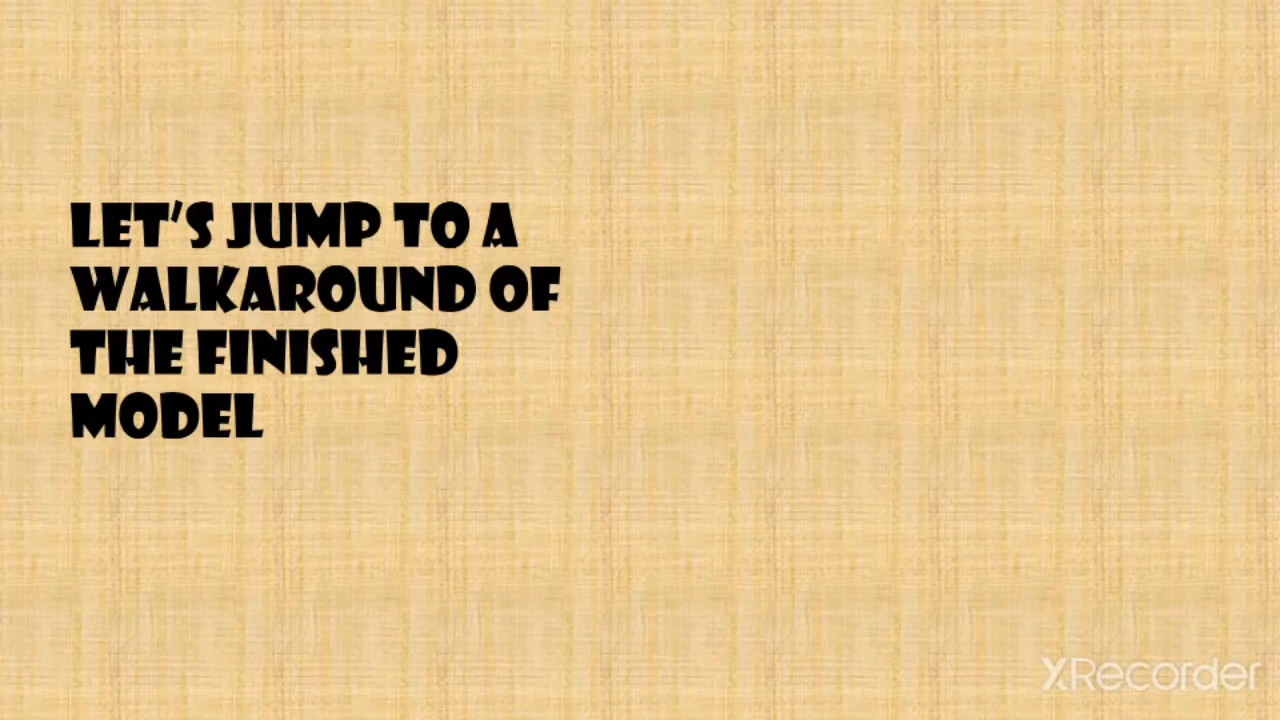 LET'S JUMP TO A
WALKAROUND OF
THE FINISHED
MODEL
XRecorder